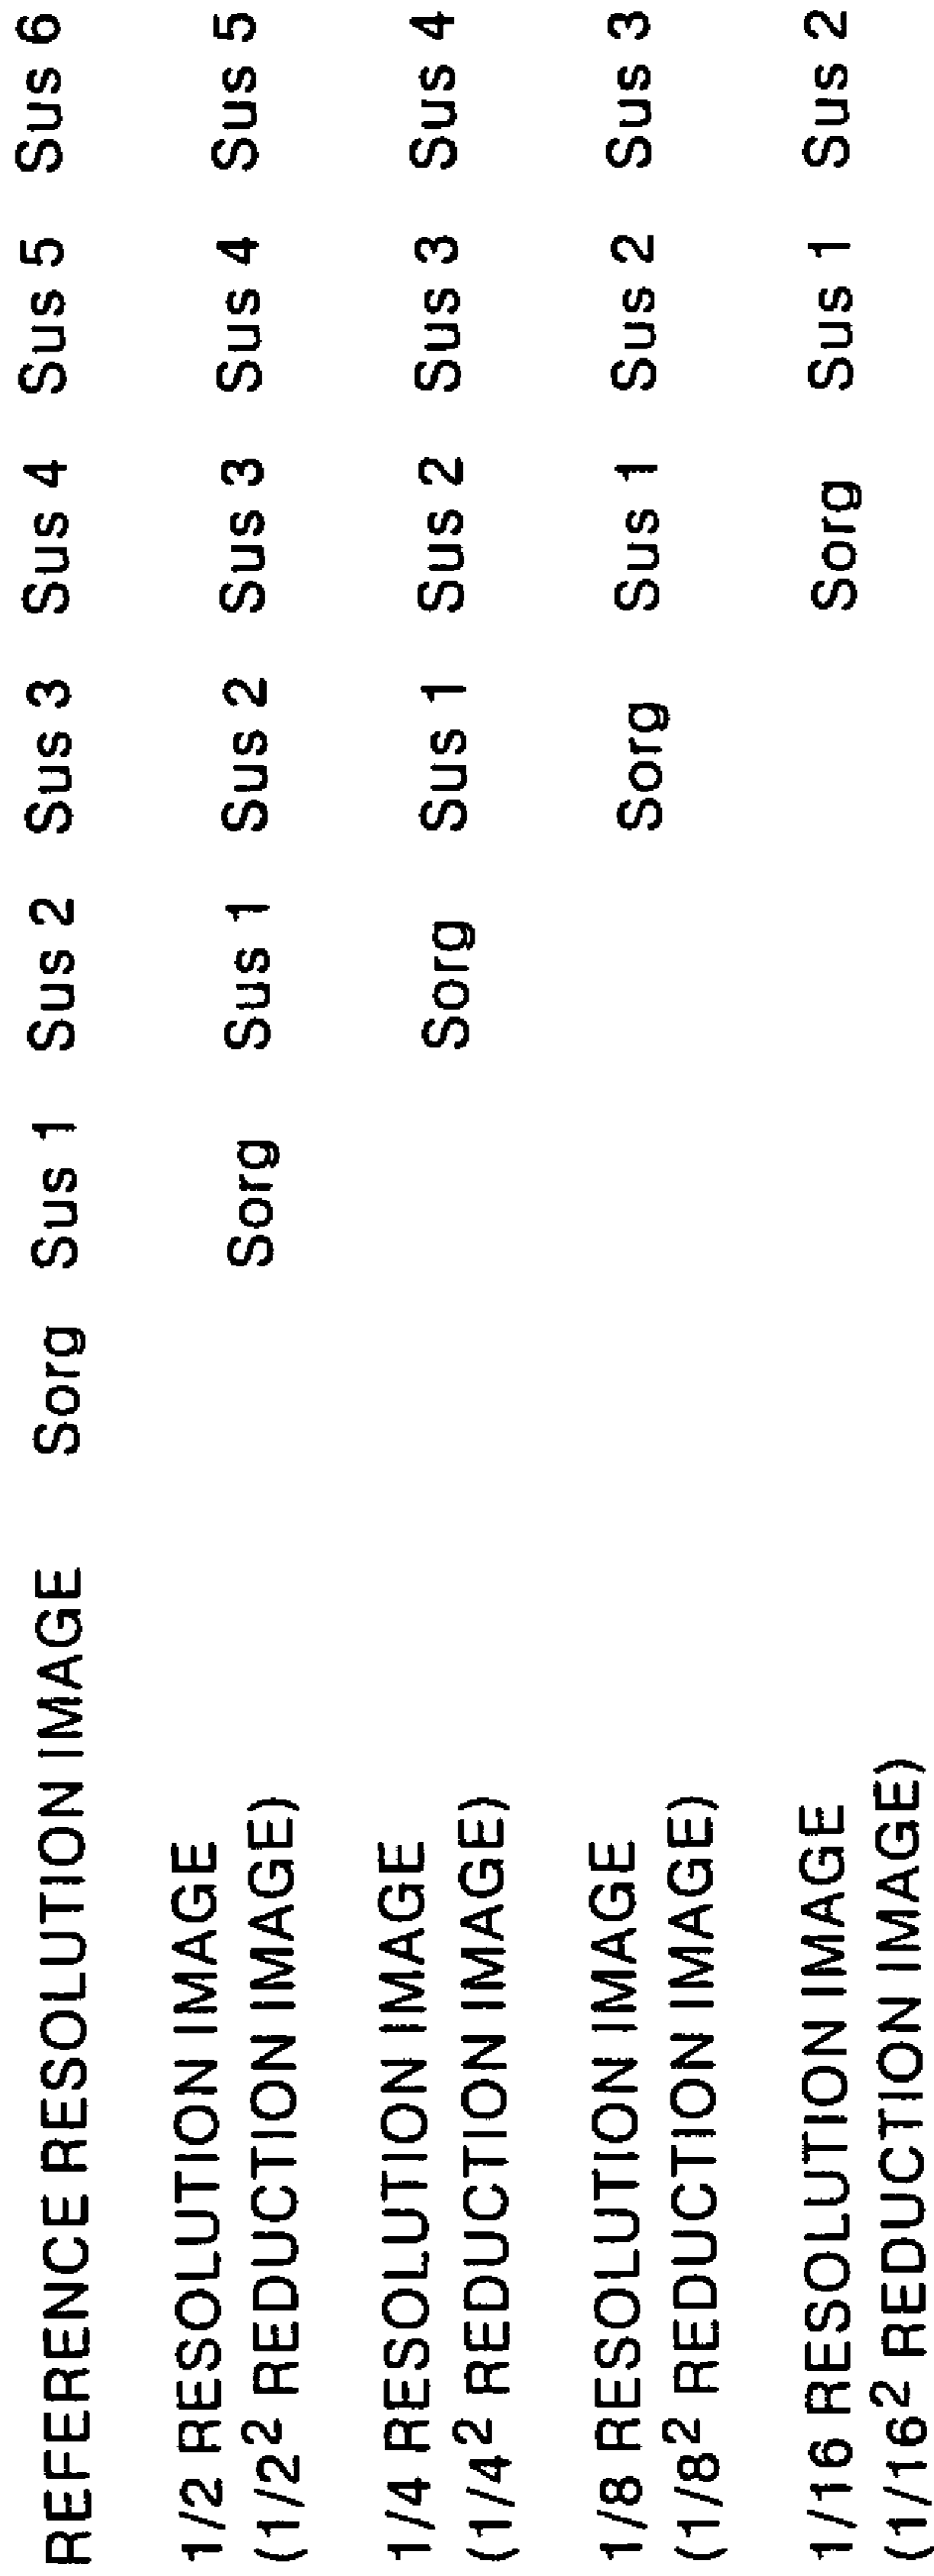 REFERENCE RESOLUTION IMAGE Sorg Sus 1 Sus 2 Sus 3 Sus 4 Sus 5 Sus 6
1/2 RESOLUTION IMAGE
(1/2² REDUCTION IMAGE) Sorg Sus 1 Sus 2 Sus 3 Sus 4 Sus 5
1/4 RESOLUTION IMAGE
(1/4² REDUCTION IMAGE) Sorg Sus 1 Sus 2 Sus 3 Sus 4
1/8 RESOLUTION IMAGE
(1/8² REDUCTION IMAGE) Sorg Sus 1 Sus 2 Sus 3
1/16 RESOLUTION IMAGE
(1/16² REDUCTION IMAGE) Sorg Sus 1 Sus 2